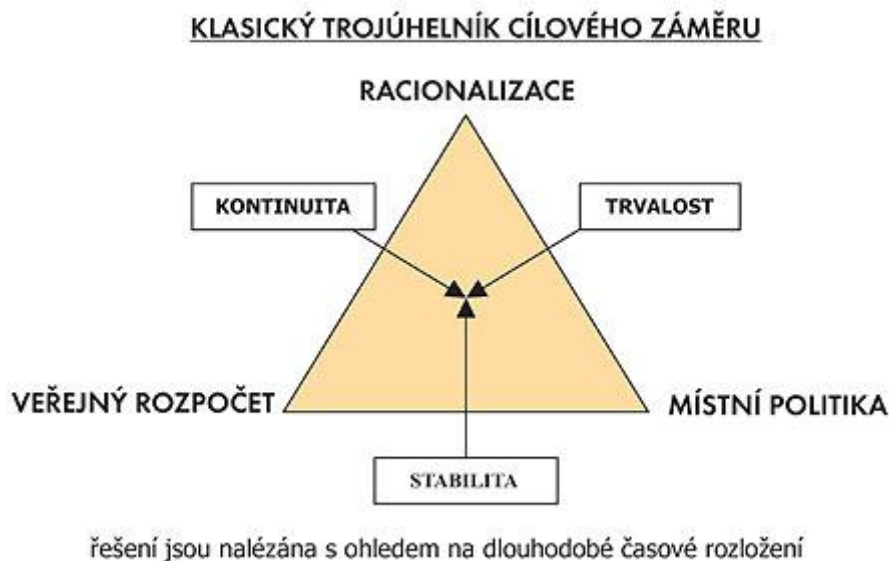 KLASICKÝ TROJÚHELNÍK CÍLOVÉHO ZÁMĚRU
RACIONALIZACE
KONTINUITA
TRVALOST
VEŘEJNÝ ROZPOČET
MÍSTNÍ POLITIKA
STABILITA
řešení jsou nalézána s ohledem na dlouhodobé časové rozložení